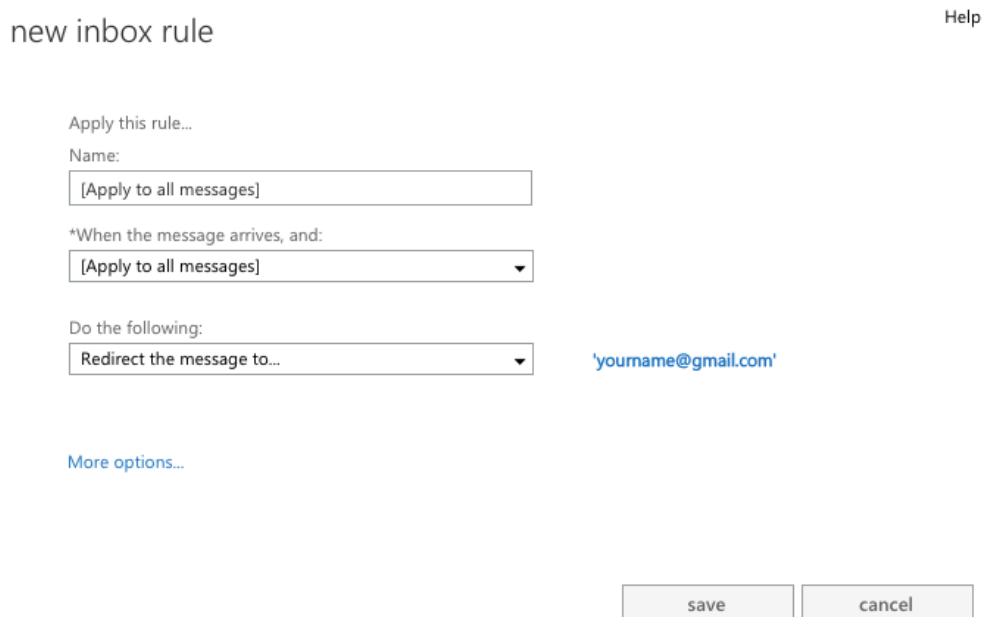 Help
new inbox rule
Apply this rule...
Name:
[Apply to all messages]
*When the message arrives, and:
[Apply to all messages]
Do the following:
Redirect the message to...
'yourname@gmail.com'
More options...
save
cancel